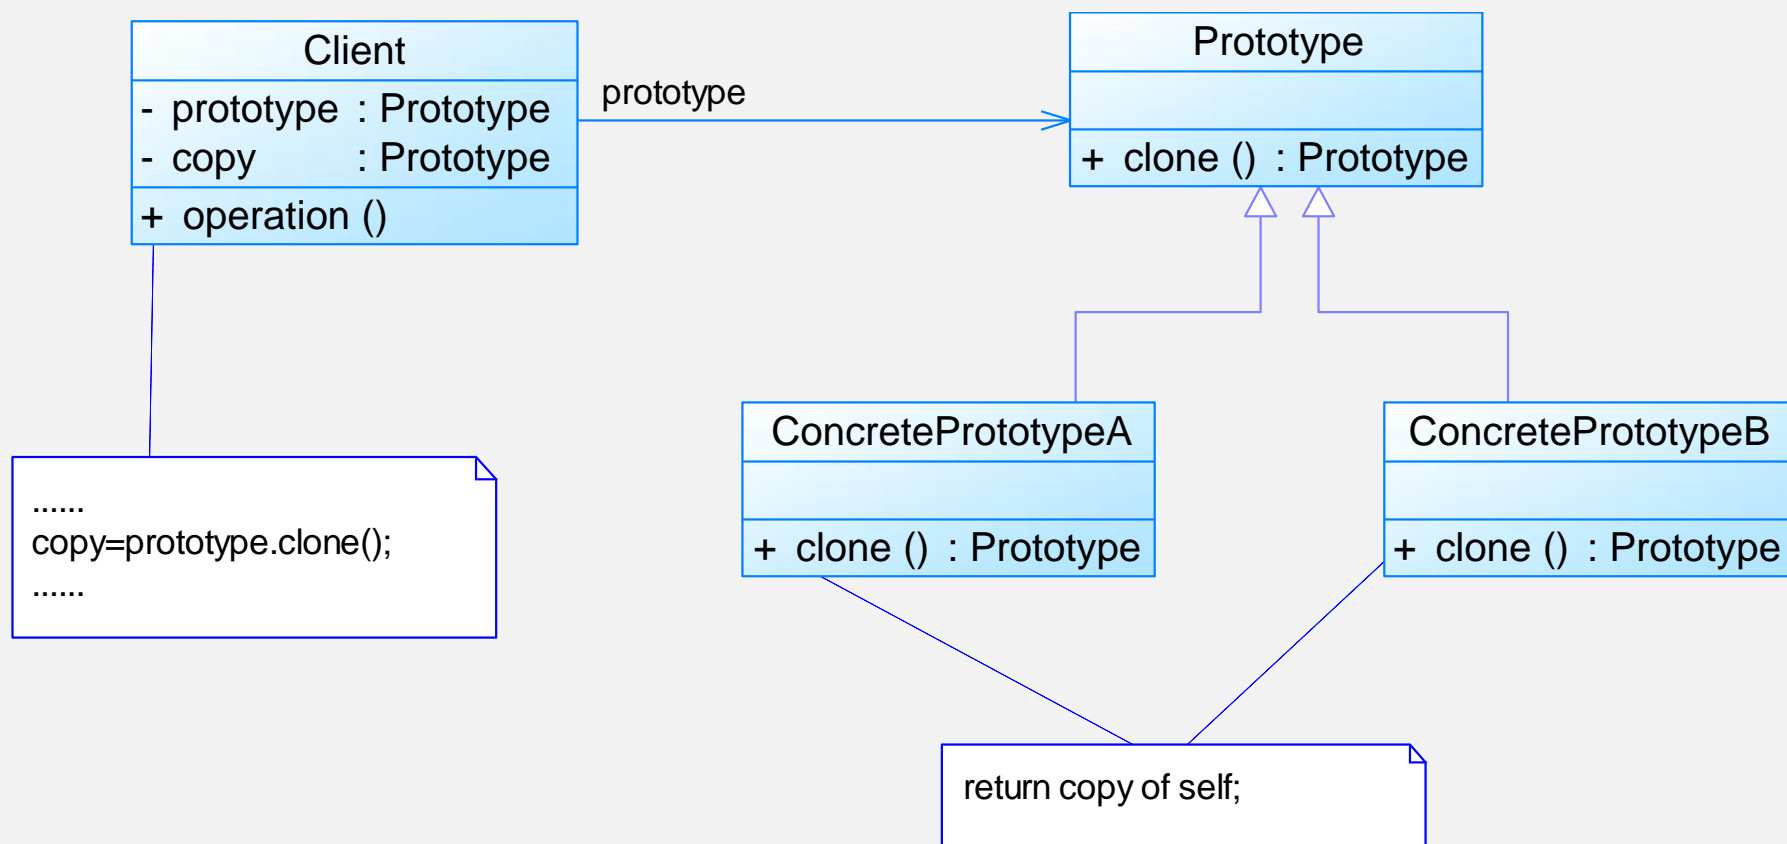 Client
- prototype : Prototype
- copy : Prototype
+ operation ()
prototype
Prototype
+ clone () : Prototype
ConcretePrototypeA
+ clone () : Prototype
ConcretePrototypeB
+ clone () : Prototype
......
copy=prototype.clone();
......
return copy of self;